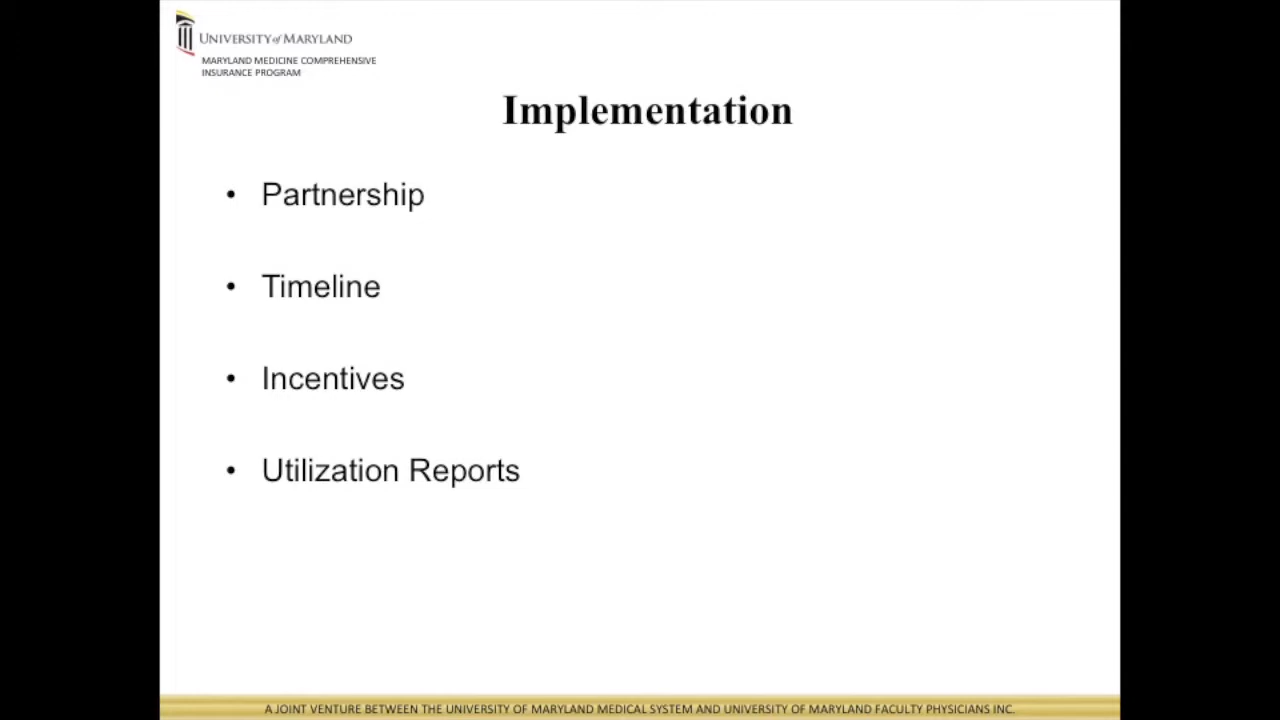 UNIVERSITY of MARYLAND
MARYLAND MEDICINE COMPREHENSIVE
INSURANCE PROGRAM
Implementation
• Partnership
• Timeline
• Incentives
• Utilization Reports
A JOINT VENTURE BETWEEN THE UNIVERSITY OF MARYLAND MEDICAL SYSTEM AND UNIVERSITY OF MARYLAND FACULTY PHYSICIANS INC.